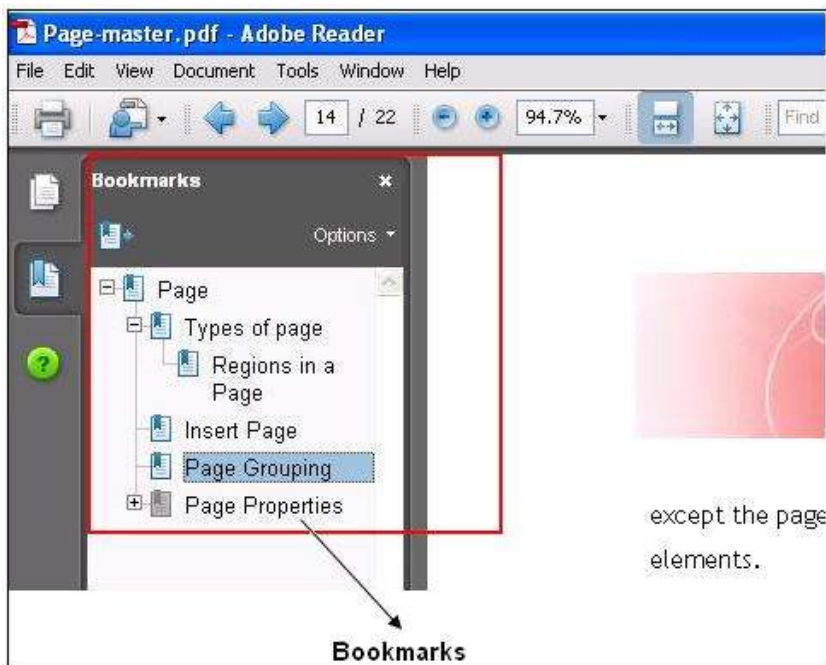 Page-master.pdf - Adobe Reader
File Edit View Document Tools Window Help
14 / 22 94.7% Find
Bookmarks
Options
Page
Types of page
Regions in a
Page
Insert Page
Page Grouping
Page Properties
except the page
elements.
Bookmarks